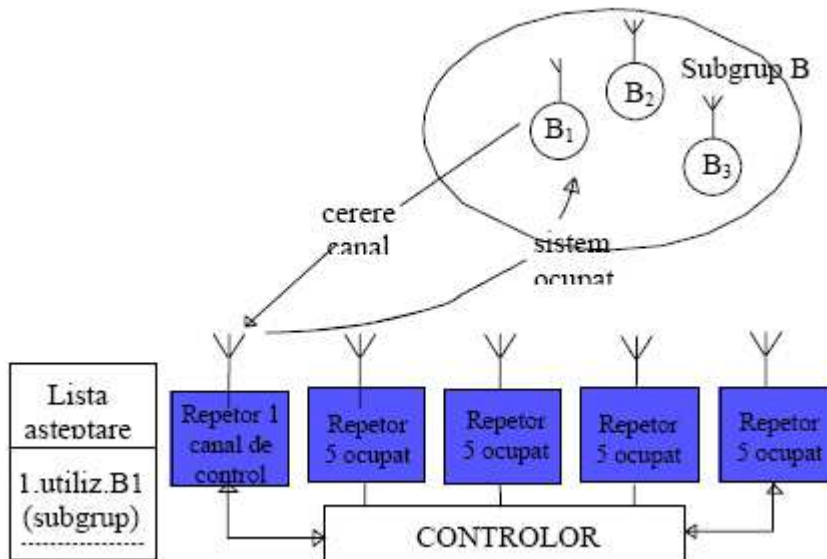 Subgrup B
B1
B2
B3
cerere
canal
sistem
ocupat
Lista
asteptare
1.utiliz.B1
(subgrup)
Repetor 1
canal de
control
Repetor
5 ocupat
Repetor
5 ocupat
Repetor
5 ocupat
Repetor
5 ocupat
CONTROLOR